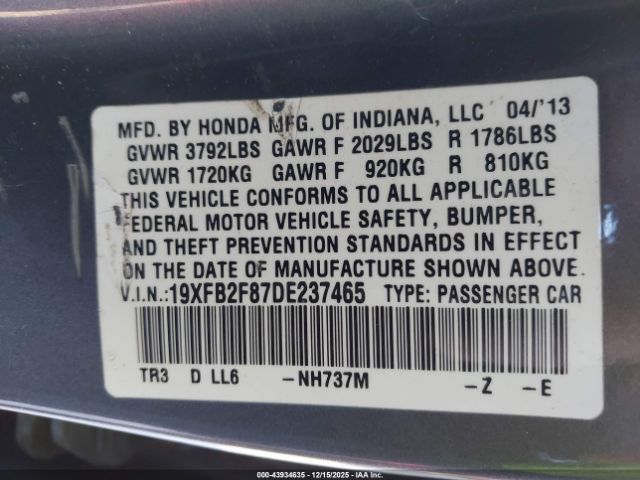 MFD. BY HONDA MFG. OF INDIANA, LLC 04/'13
GVWR 3792LBS GAWR F 2029LBS R 1786LBS
GVWR 1720KG GAWR F 920KG R 810KG
THIS VEHICLE CONFORMS TO ALL APPLICABLE
FEDERAL MOTOR VEHICLE SAFETY, BUMPER,
AND THEFT PREVENTION STANDARDS IN EFFECT
ON THE DATE OF MANUFACTURE SHOWN ABOVE.
V.I.N.:19XFB2F87DE237465 TYPE: PASSENGER CAR
TR3 D LL6 -NH737M -Z -E
000-43934635 - 12/15/2025 - IAAI.COM